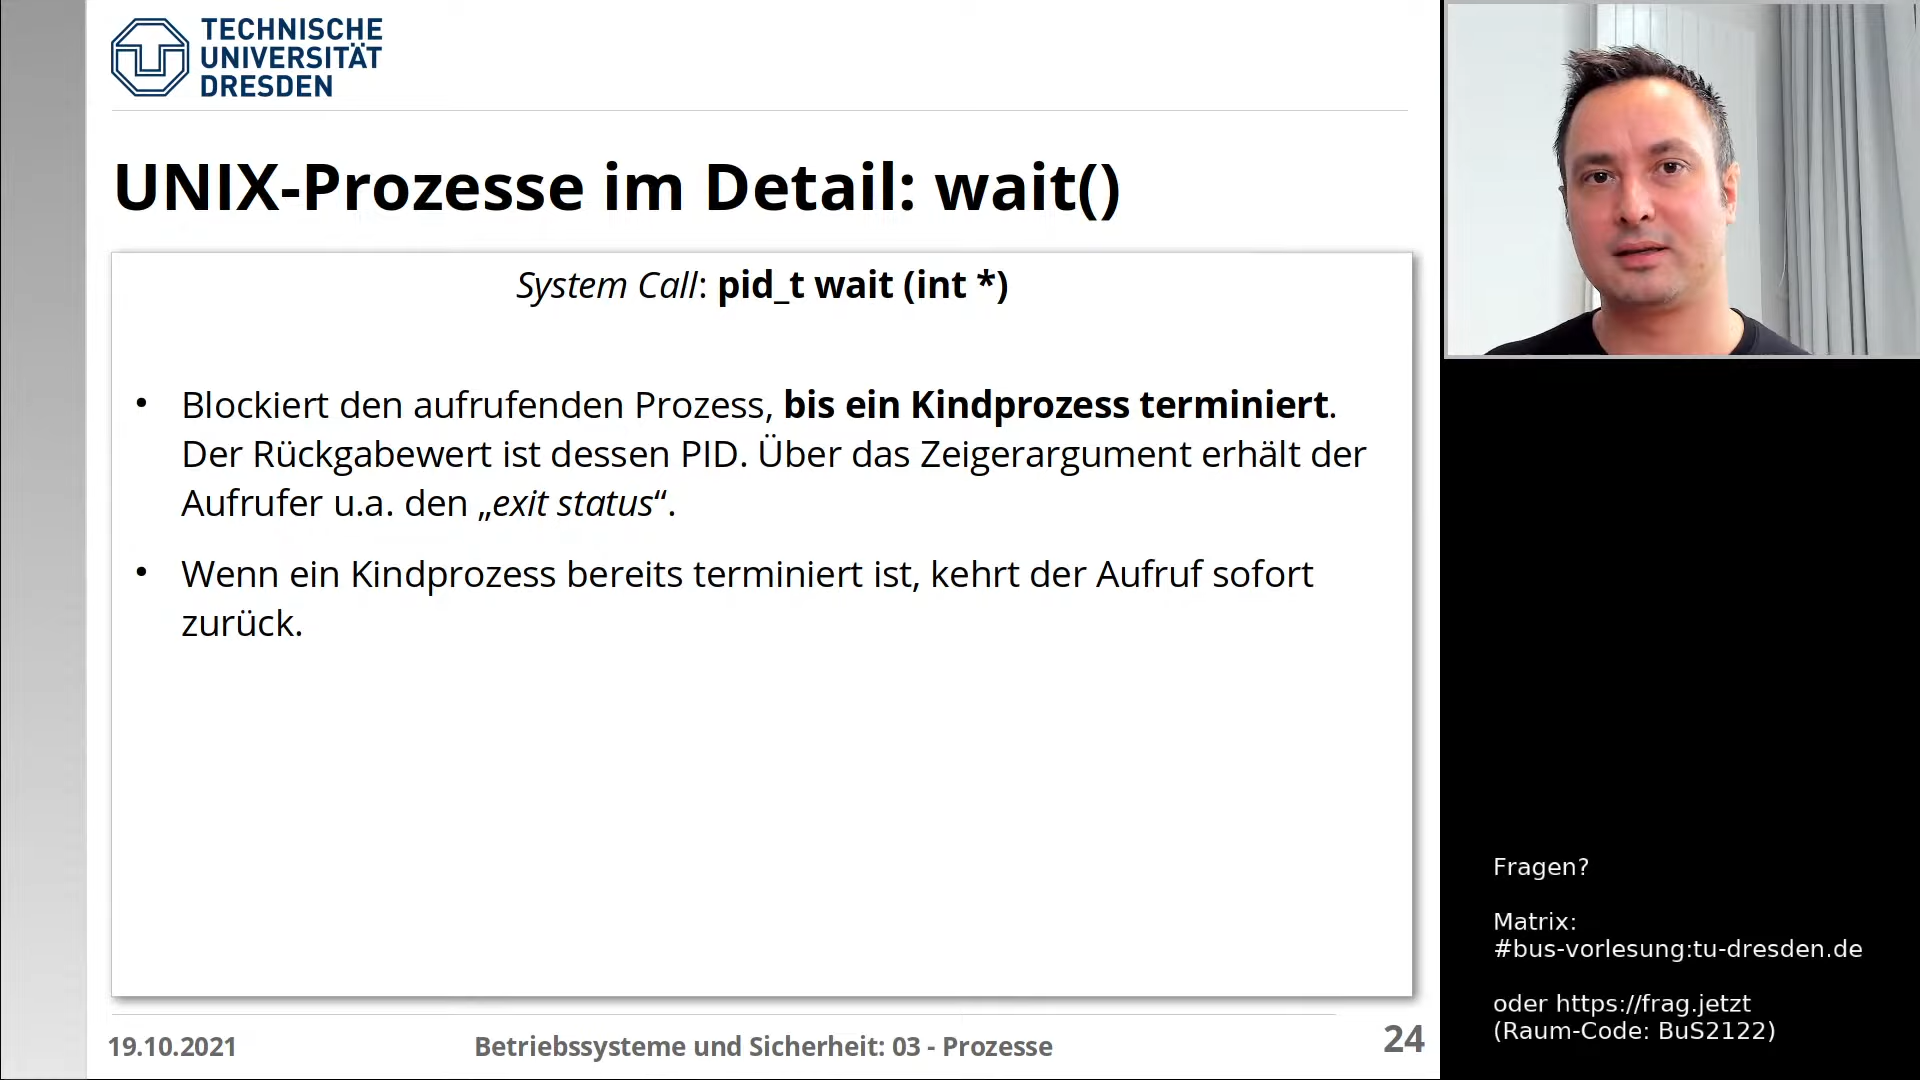 TECHNISCHE
UNIVERSITÄT
DRESDEN
UNIX-Prozesse im Detail: wait()
System Call: pid_t wait (int *)
• Blockiert den aufrufenden Prozess, bis ein Kindprozess terminiert.
Der Rückgabewert ist dessen PID. Über das Zeigerargument erhält der
Aufrufer u.a. den „exit status“.
• Wenn ein Kindprozess bereits terminiert ist, kehrt der Aufruf sofort
zurück.
19.10.2021
Betriebssysteme und Sicherheit: 03 - Prozesse
24
Fragen?
Matrix:
#bus-vorlesung:tu-dresden.de
oder https://frag.jetzt
(Raum-Code: BuS2122)